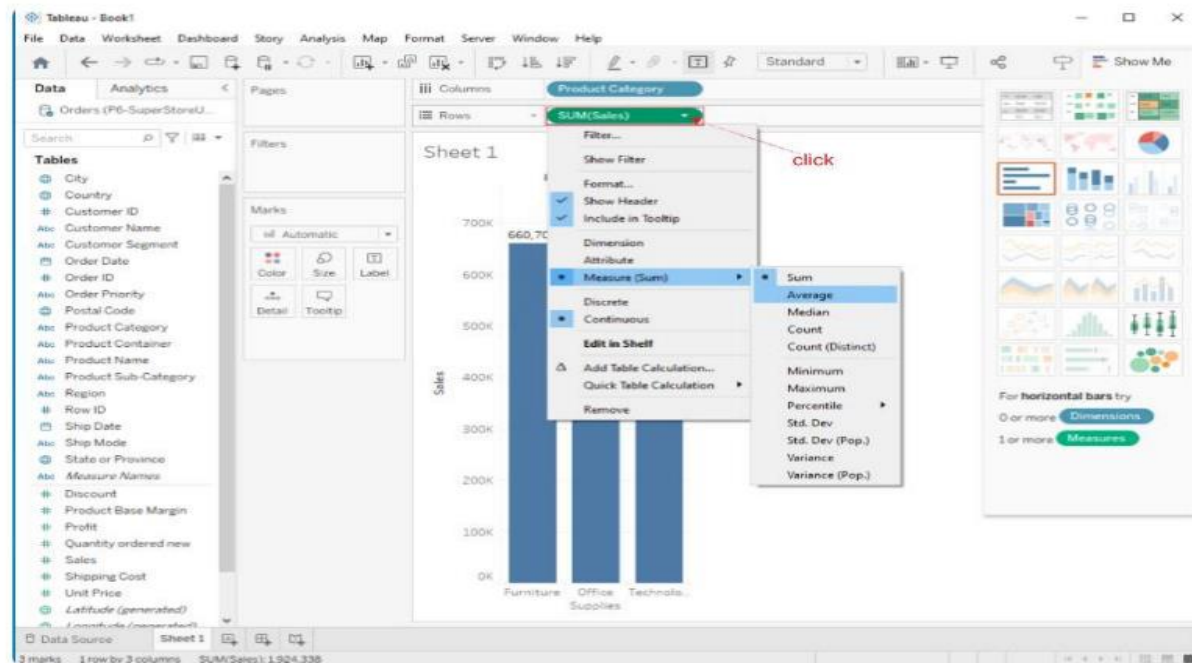 Tableau - Book1
File Data Worksheet Dashboard Story Analysis Map Format Server Window Help
Standard
Show Me
Data Analytics
Pages
Columns
Product Category
Orders (P6-SuperStoreU...
Rows
SUM(Sales)
Search
Filters
Tables
City
Country
Customer ID
Customer Name
Customer Segment
Order Date
Order ID
Order Priority
Postal Code
Product Category
Product Container
Product Name
Product Sub-Category
Region
Row ID
Ship Date
Ship Mode
State or Province
Measure Names
Discount
Product Base Margin
Profit
Quantity ordered new
Sales
Shipping Cost
Unit Price
Latitude (generated)
Marks
Automatic
Color Size Label
Detail Tooltip
Sheet 1
click
Filter...
Show Filter
Format...
Show Header
Include in Tooltip
Dimension
Attribute
Measure (Sum)
Discrete
Continuous
Edit in Shelf
Add Table Calculation...
Quick Table Calculation
Remove
Sum
Average
Median
Count
Count (Distinct)
Minimum
Maximum
Percentile
Std. Dev
Std. Dev (Pop.)
Variance
Variance (Pop.)
700K
600K
500K
400K
300K
200K
100K
0K
Sales
660,70
Furniture Office Supplies Technolo..
For horizontal bars try
0 or more Dimensions
1 or more Measures
Data Source Sheet 1
3 marks 1 row by 3 columns SUM(Sales): 1,924,338